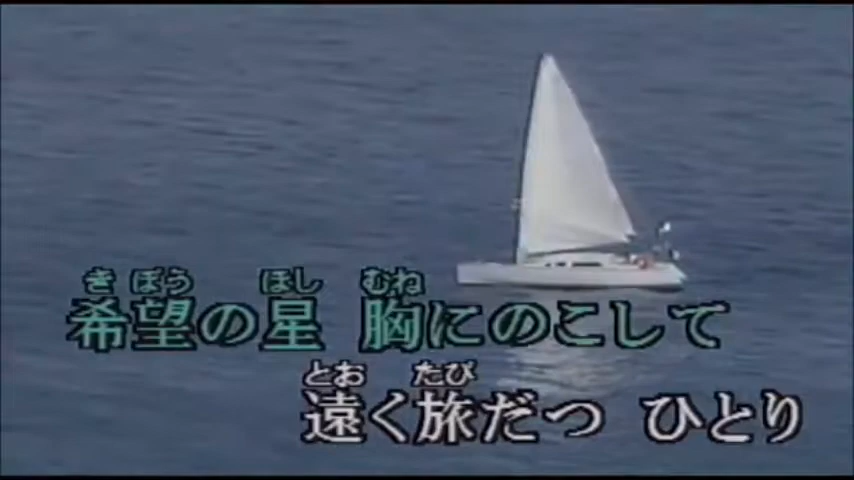 きぼう ほし むね
希望の星 胸にのこして
とお たび
遠く旅だつ ひとり